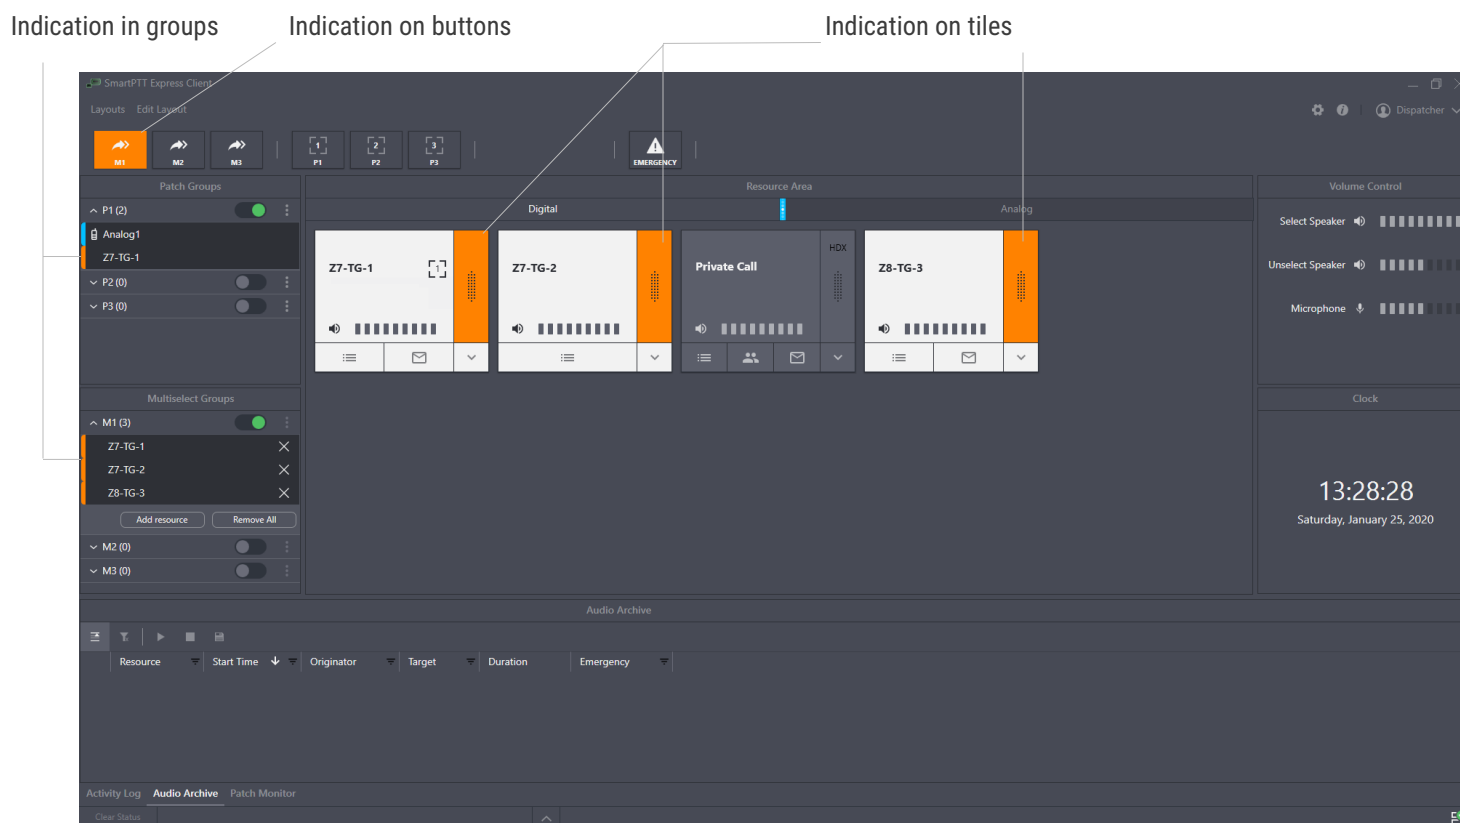 Indication in groups
Indication on buttons
Indication on tiles
SmartPTT Express Client
Layouts Edit Layout
Dispatcher
M1
M2
M3
1
P1
2
P2
3
P3
EMERGENCY
Patch Groups
Resource Area
Volume Control
P1 (2)
Analog1
Z7-TG-1
P2 (0)
P3 (0)
Digital
Analog
Z7-TG-1
1
Z7-TG-2
Private Call
HDX
Z8-TG-3
Select Speaker
Unselect Speaker
Microphone
Multiselect Groups
M1 (3)
Z7-TG-1
Z7-TG-2
Z8-TG-3
Add resource
Remove All
M2 (0)
M3 (0)
Clock
13:28:28
Saturday, January 25, 2020
Audio Archive
Resource Start Time Originator Target Duration Emergency
Activity Log Audio Archive Patch Monitor
Clear Status